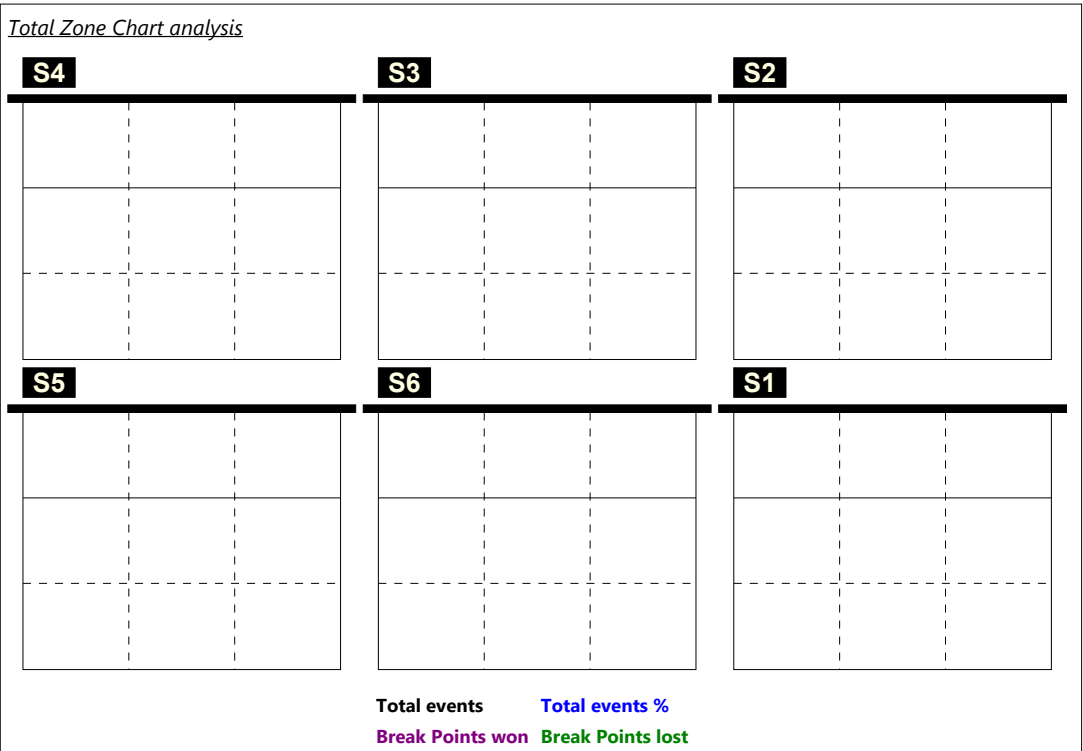 Total Zone Chart analysis
S4 S3 S2
S5 S6 S1
Total events Total events %
Break Points won Break Points lost